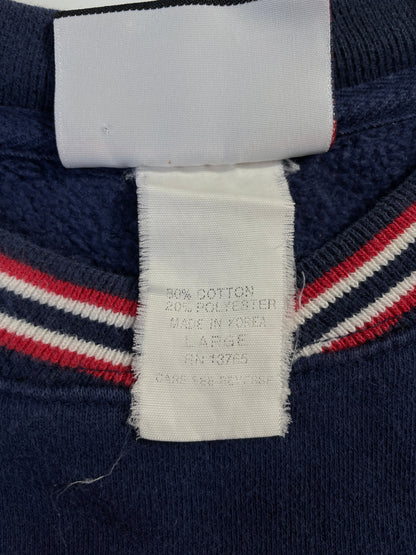 80% COTTON
20% POLYESTER
MADE IN KOREA
LARGE
RN 13765
CARE SEE REVERSE